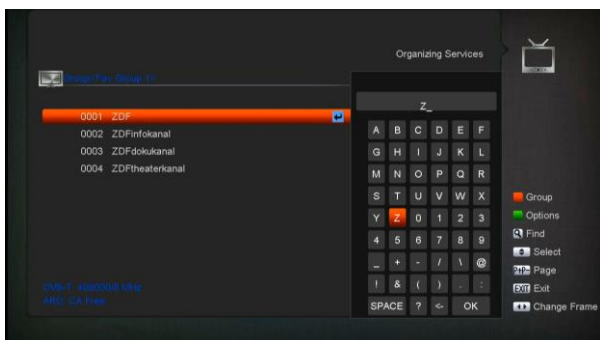 Organizing Services
Z_
0001 ZDF
0002 ZDFinfokanal
0003 ZDFdokukanal
0004 ZDFtheaterkanal
A B C D E F
G H I J K L
M N O P Q R
S T U V W X
Y Z 0 1 2 3
4 5 6 7 8 9
_ + - / \ @
! & ( ) . :
SPACE ? <- OK
Group
Options
Find
Select
Page
EXIT Exit
Change Frame